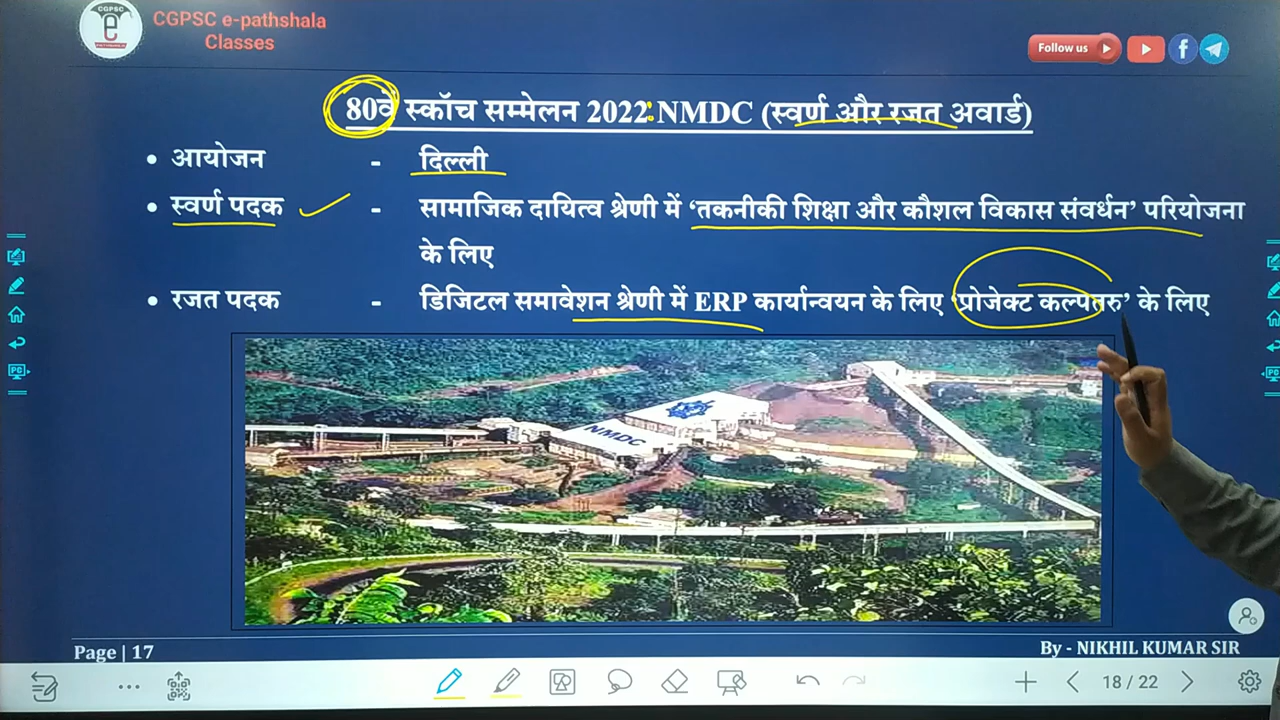 CGPSC
e
CGPSC e-pathshala
Classes
Follow us
80वें स्कॉच सम्मेलन 2022: NMDC (स्वर्ण और रजत अवार्ड)
• आयोजन - दिल्ली
• स्वर्ण पदक - सामाजिक दायित्व श्रेणी में ‘तकनीकी शिक्षा और कौशल विकास संवर्धन’ परियोजना
के लिए
• रजत पदक - डिजिटल समावेशन श्रेणी में ERP कार्यान्वयन के लिए ‘प्रोजेक्ट कल्पतरु’ के लिए
NMDC
Page | 17
By - NIKHIL KUMAR SIR
18 / 22